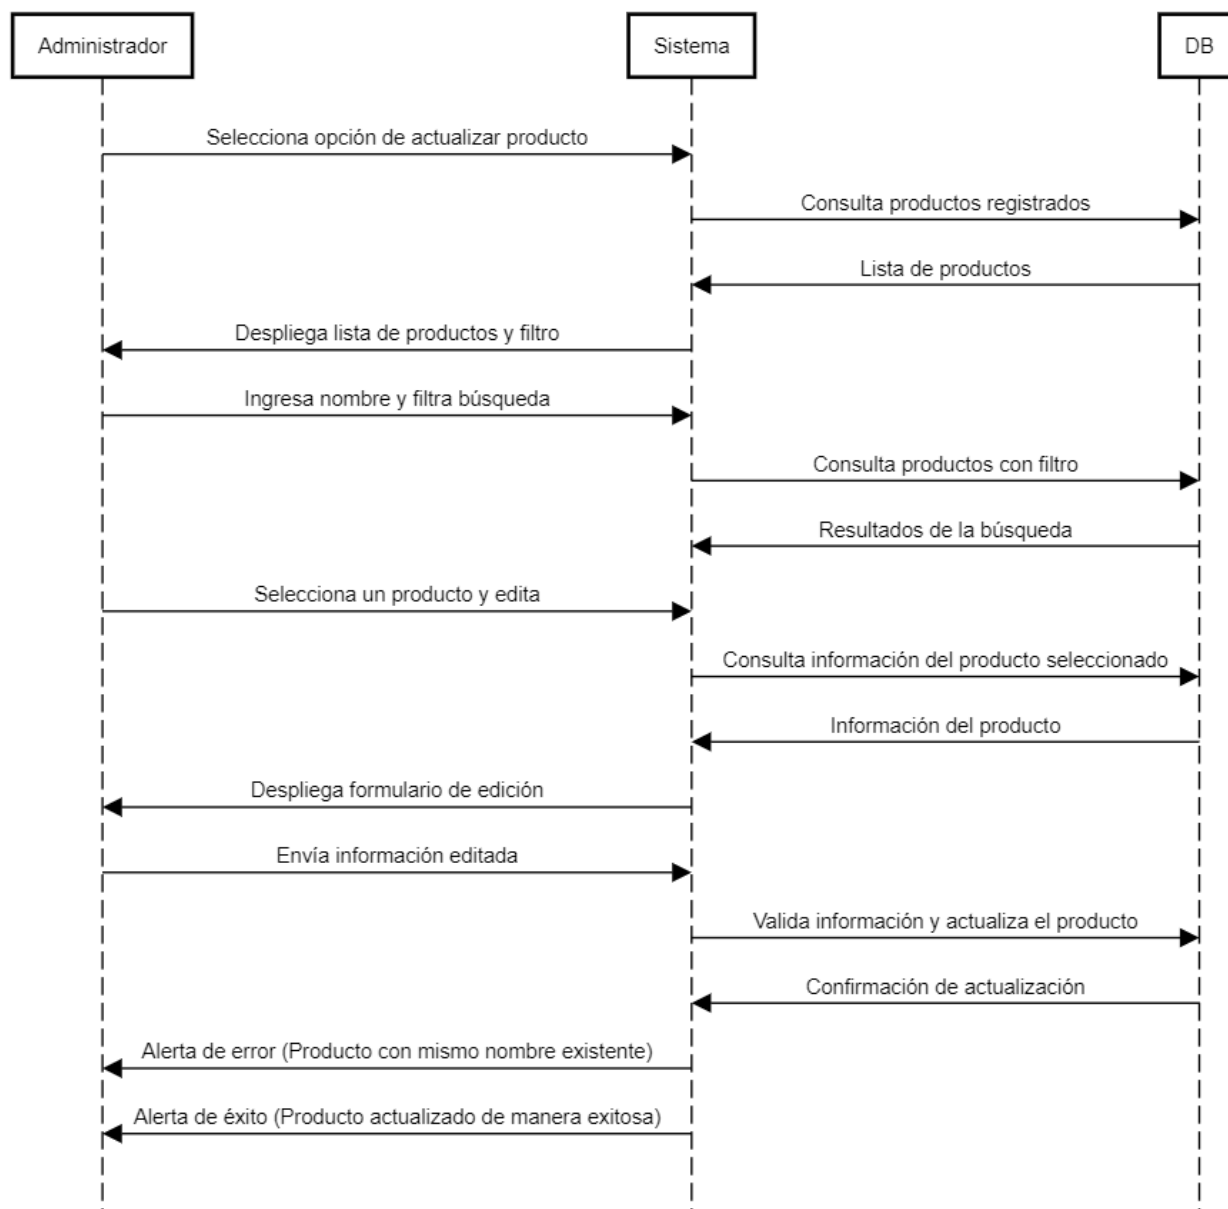 Administrador
Sistema
DB
Selecciona opción de actualizar producto
Consulta productos registrados
Lista de productos
Despliega lista de productos y filtro
Ingresa nombre y filtra búsqueda
Consulta productos con filtro
Resultados de la búsqueda
Selecciona un producto y edita
Consulta información del producto seleccionado
Información del producto
Despliega formulario de edición
Envía información editada
Valida información y actualiza el producto
Confirmación de actualización
Alerta de error (Producto con mismo nombre existente)
Alerta de éxito (Producto actualizado de manera exitosa)